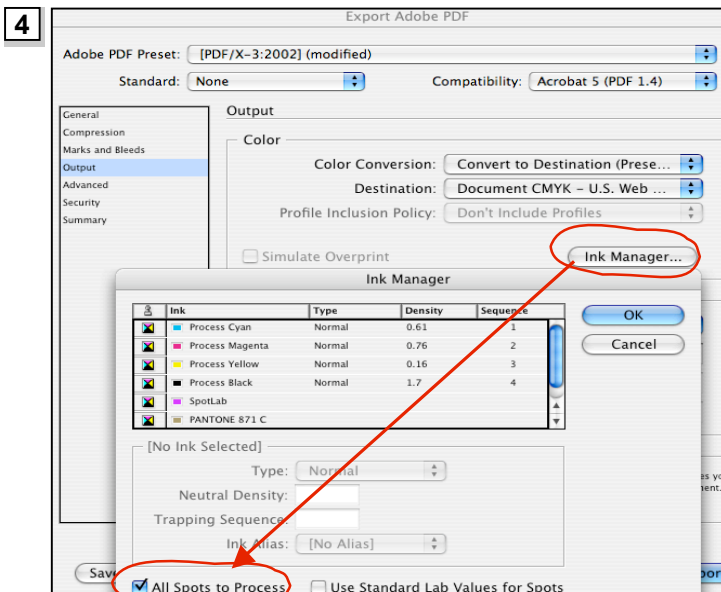 4
Export Adobe PDF
Adobe PDF Preset: [PDF/X-3:2002] (modified)
Standard: None Compatibility: Acrobat 5 (PDF 1.4)
General
Compression
Marks and Bleeds
Output
Advanced
Security
Summary
Output
Color
Color Conversion: Convert to Destination (Prese...
Destination: Document CMYK – U.S. Web ...
Profile Inclusion Policy: Don't Include Profiles
Simulate Overprint Ink Manager...
Ink Manager
Ink Type Density Sequence
Process Cyan Normal 0.61 1
Process Magenta Normal 0.76 2
Process Yellow Normal 0.16 3
Process Black Normal 1.7 4
SpotLab
PANTONE 871 C
OK
Cancel
[No Ink Selected]
Type: Normal
Neutral Density:
Trapping Sequence:
Ink Alias: [No Alias]
All Spots to Process Use Standard Lab Values for Spots